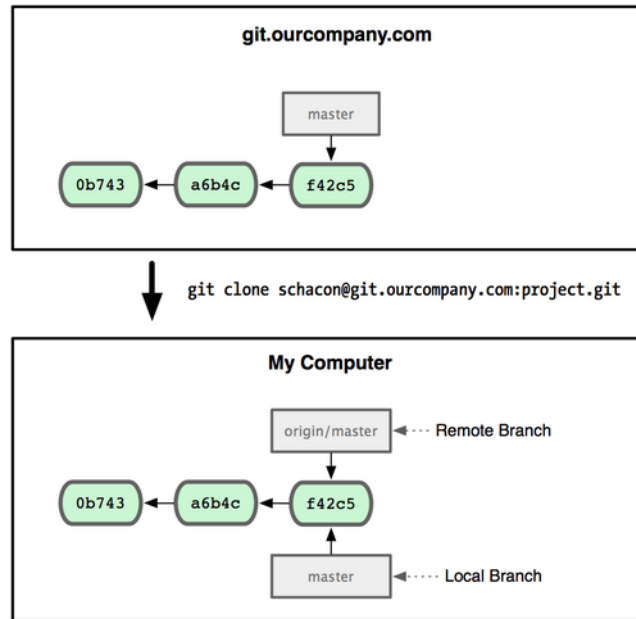 git.ourcompany.com
master
0b743
a6b4c
f42c5
git clone schacon@git.ourcompany.com:project.git
My Computer
origin/master
Remote Branch
0b743
a6b4c
f42c5
master
Local Branch